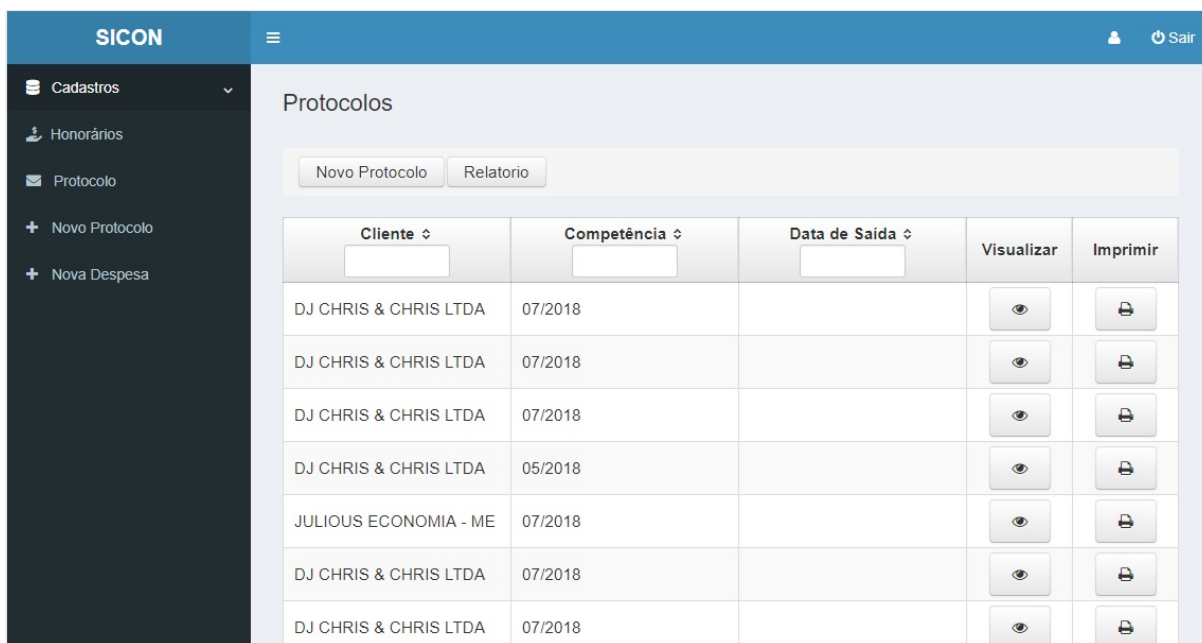 SICON
Sair
Cadastros
Honorários
Protocolo
Novo Protocolo
Nova Despesa
Protocolos
Novo Protocolo Relatorio
Cliente Competência Data de Saída Visualizar Imprimir
DJ CHRIS & CHRIS LTDA 07/2018
DJ CHRIS & CHRIS LTDA 07/2018
DJ CHRIS & CHRIS LTDA 07/2018
DJ CHRIS & CHRIS LTDA 05/2018
JULIOUS ECONOMIA - ME 07/2018
DJ CHRIS & CHRIS LTDA 07/2018
DJ CHRIS & CHRIS LTDA 07/2018